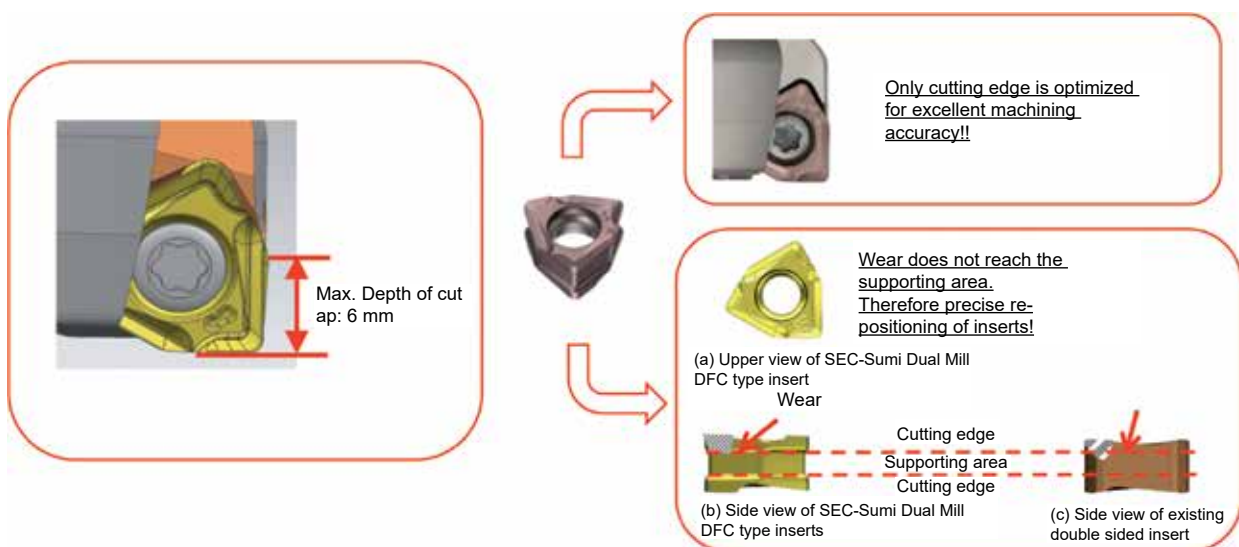 Max. Depth of cut
ap: 6 mm
Only cutting edge is optimized
for excellent machining
accuracy!!
Wear does not reach the
supporting area.
Therefore precise re-
positioning of inserts!
(a) Upper view of SEC-Sumi Dual Mill
DFC type insert
Wear
Cutting edge
Supporting area
Cutting edge
(b) Side view of SEC-Sumi Dual Mill
DFC type inserts
(c) Side view of existing
double sided insert